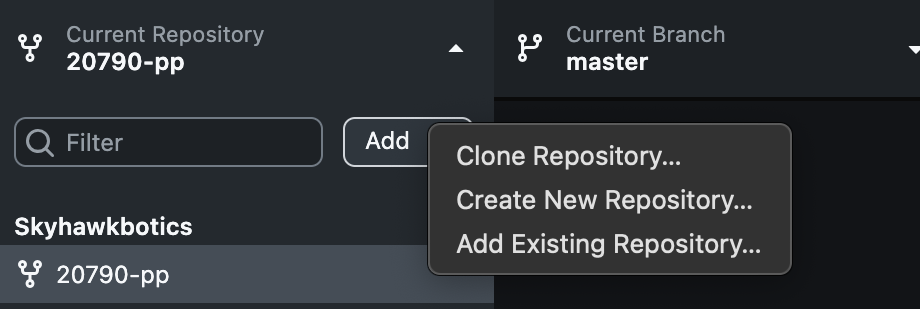 Current Repository
20790-pp
Current Branch
master
Filter
Add
Clone Repository...
Create New Repository...
Add Existing Repository...
Skyhawkbotics
20790-pp